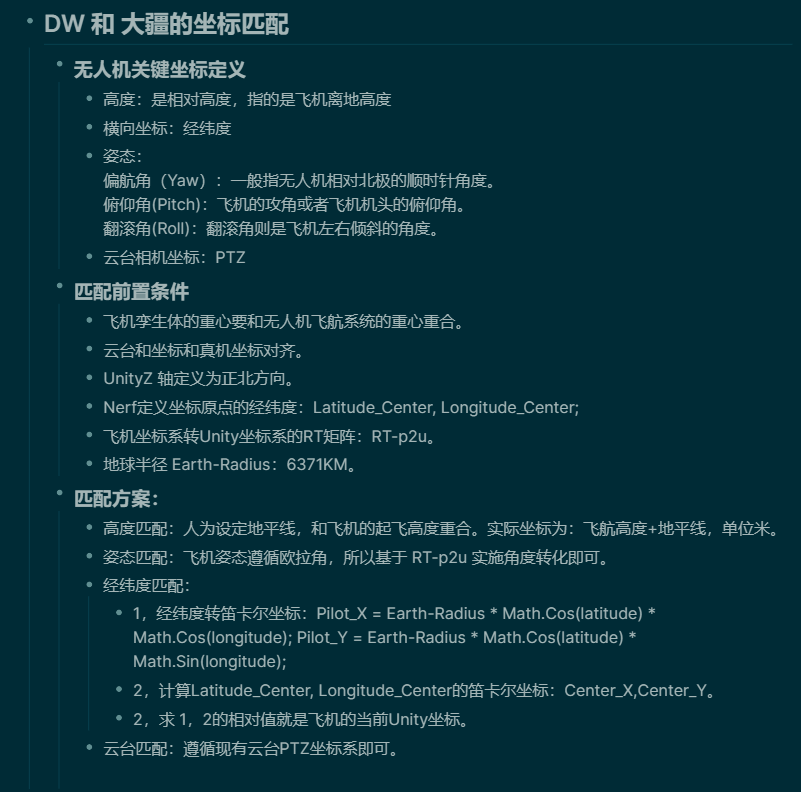 DW 和 大疆的坐标匹配
无人机关键坐标定义
高度：是相对高度，指的是飞机离地高度
横向坐标：经纬度
姿态：
偏航角（Yaw）：一般指无人机相对北极的顺时针角度。
俯仰角(Pitch)：飞机的攻角或者飞机机头的俯仰角。
翻滚角(Roll)：翻滚角则是飞机左右倾斜的角度。
云台相机坐标：PTZ
匹配前置条件
飞机孪生体的重心要和无人机飞航系统的重心重合。
云台和坐标和真机坐标对齐。
UnityZ 轴定义为正北方向。
Nerf定义坐标原点的经纬度：Latitude_Center, Longitude_Center;
飞机坐标系转Unity坐标系的RT矩阵：RT-p2u。
地球半径 Earth-Radius：6371KM。
匹配方案：
高度匹配：人为设定地平线，和飞机的起飞高度重合。实际坐标为：飞航高度+地平线，单位米。
姿态匹配：飞机姿态遵循欧拉角，所以基于 RT-p2u 实施角度转化即可。
经纬度匹配：
1，经纬度转笛卡尔坐标：Pilot_X = Earth-Radius * Math.Cos(latitude) *
Math.Cos(longitude); Pilot_Y = Earth-Radius * Math.Cos(latitude) *
Math.Sin(longitude);
2，计算Latitude_Center, Longitude_Center的笛卡尔坐标：Center_X,Center_Y。
2，求 1，2的相对值就是飞机的当前Unity坐标。
云台匹配：遵循现有云台PTZ坐标系即可。